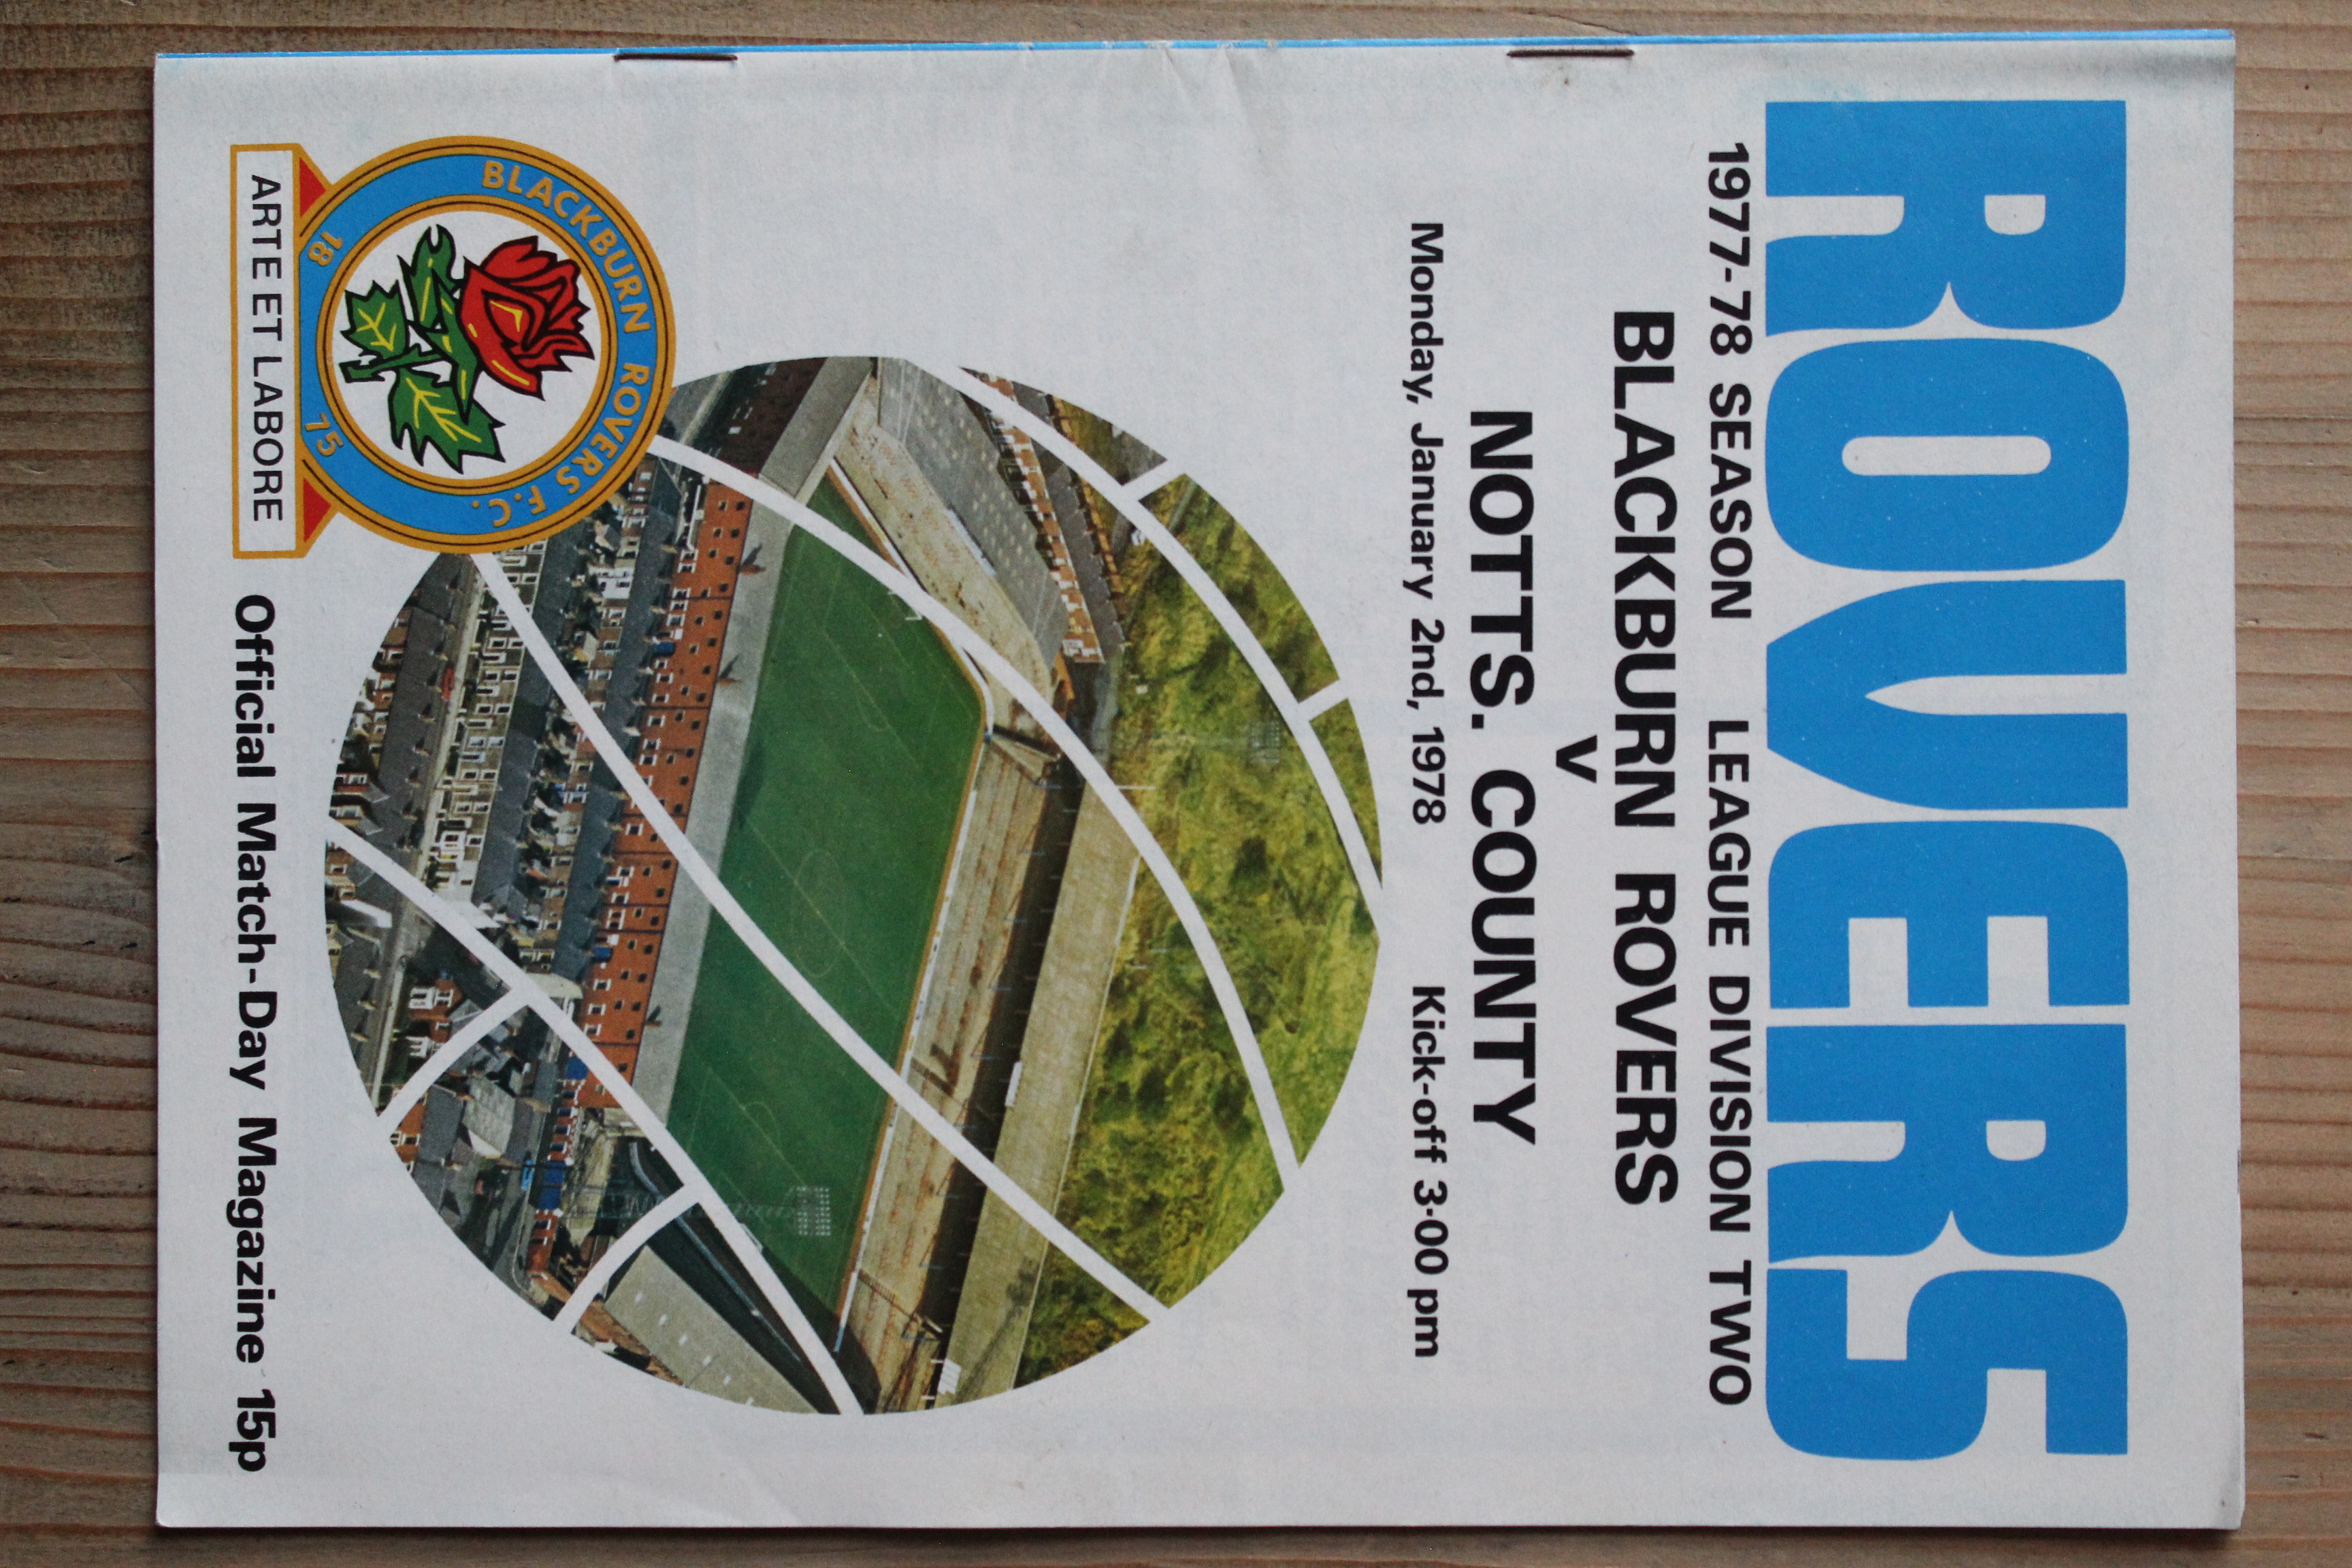 ROVERS
1977-78 SEASON LEAGUE DIVISION TWO
BLACKBURN ROVERS
v
NOTTS. COUNTY
Monday, January 2nd, 1978 Kick-off 3·00 pm
BLACKBURN ROVERS F.C.
18 75
ARTE ET LABORE
Official Match-Day Magazine 15p